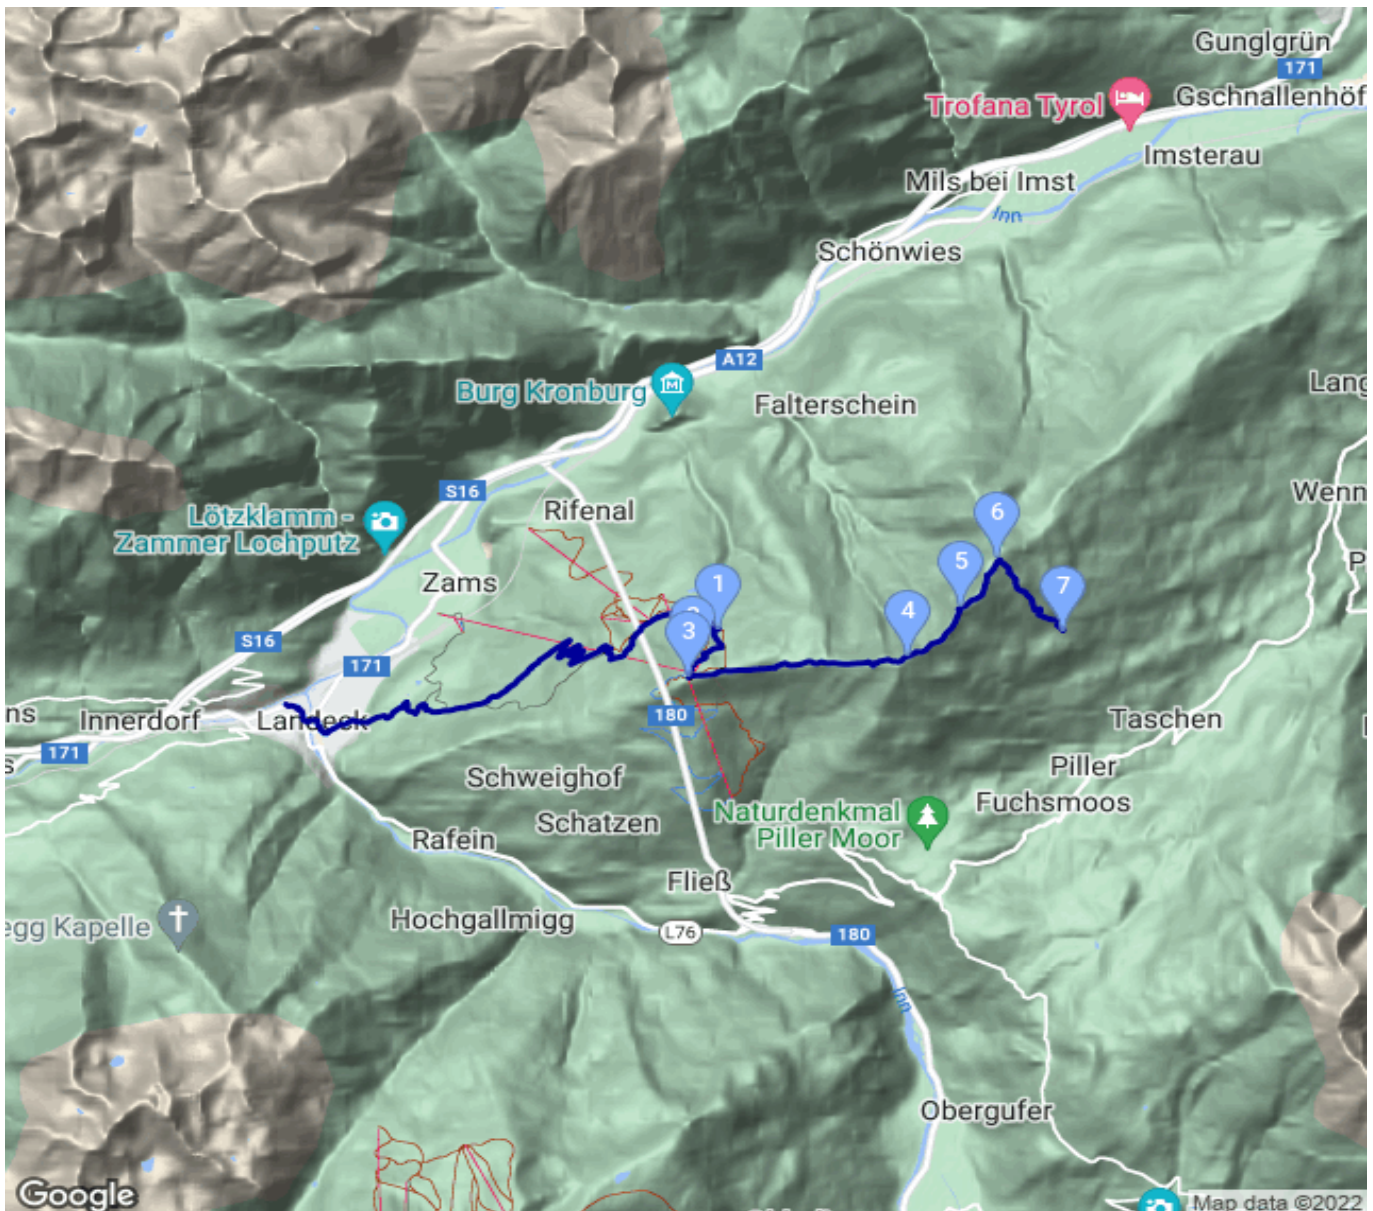 Gunglgrün
171
Trofana Tyrol
Gschnallenhöf
Imsterau
Mils bei Imst
Inn
Schönwies
A12
Burg Kronburg
Falterschein
Lang
S16
Wenn
Rifenal
Lötzklamm -
Zammer Lochputz
6
5
7
Zams
1
4
3
S16
171
ns
Innerdorf
Landeck
180
Taschen
171
s
Schweighof
Piller
Fuchsmoos
Naturdenkmal
Piller Moor
Schatzen
Rafein
Fließ
egg Kapelle
Hochgallmigg
L76
180
Inn
Obergufer
Google
Map data ©2022